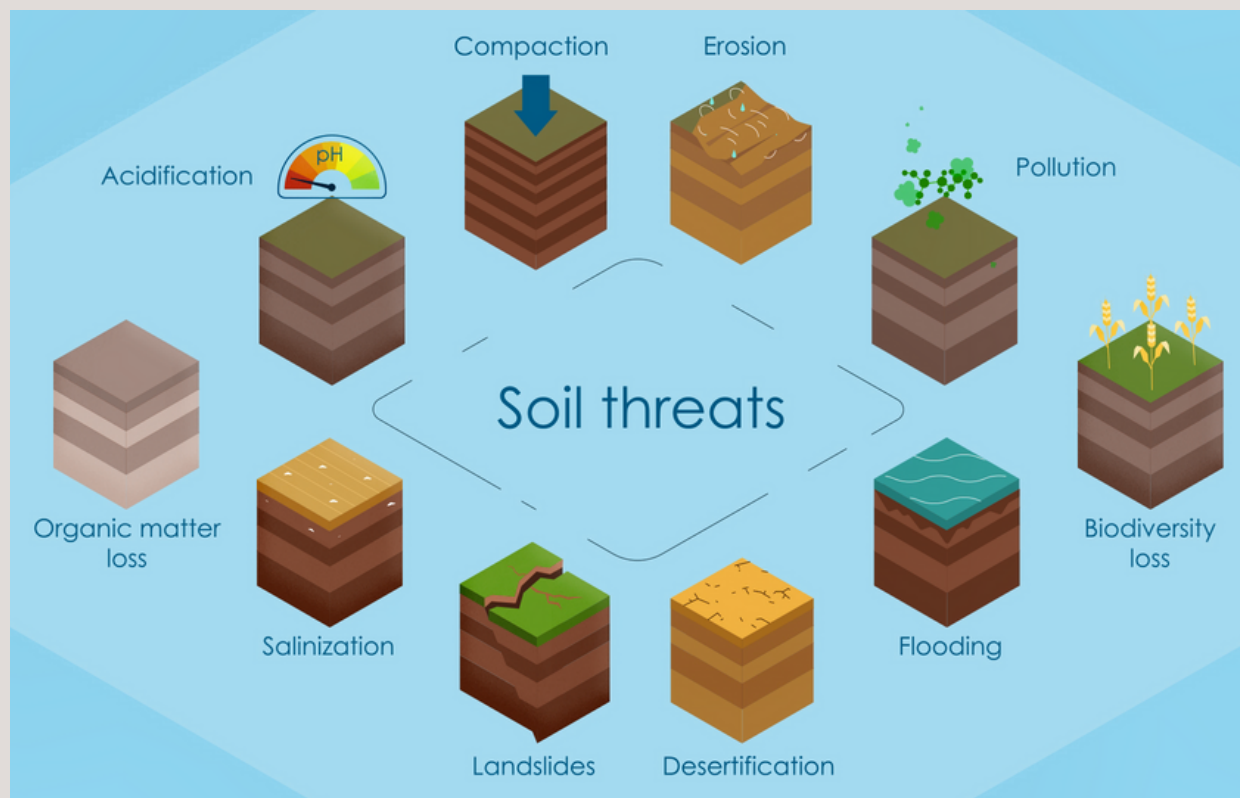 Compaction
Erosion
Acidification
pH
Pollution
Soil threats
Organic matter
loss
Biodiversity
loss
Salinization
Flooding
Landslides
Desertification